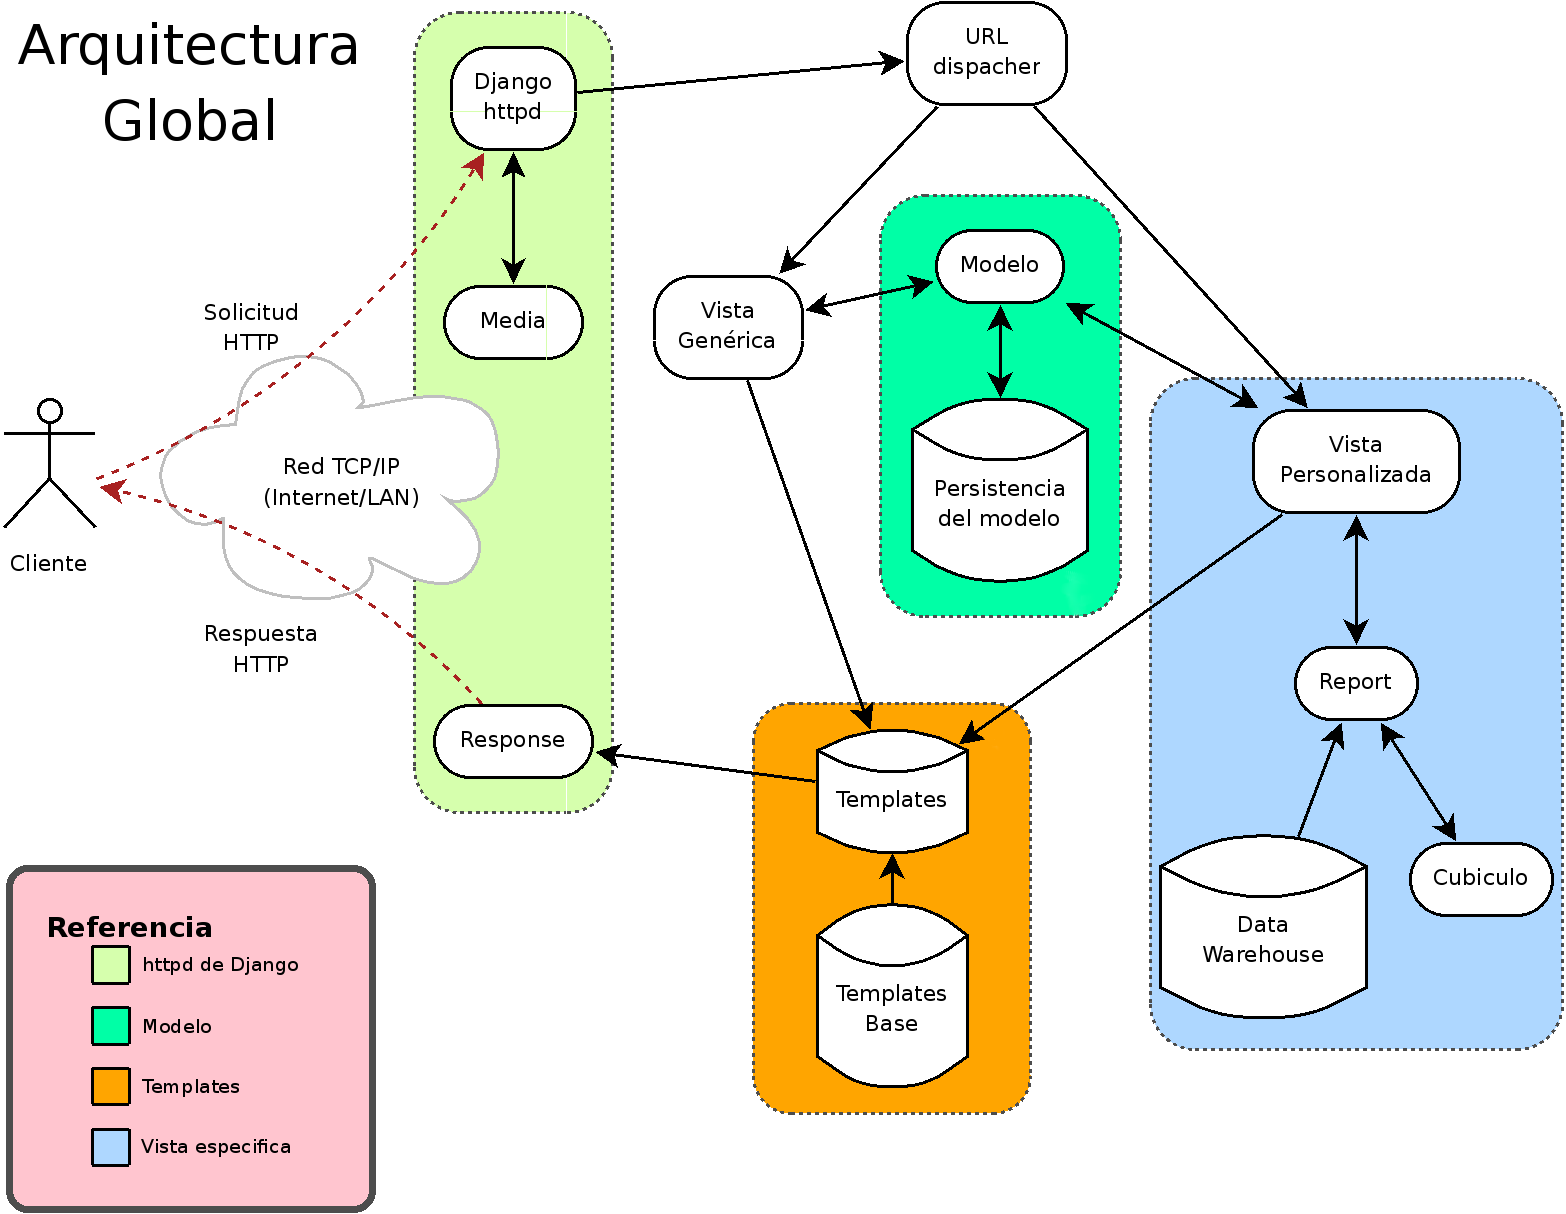 Arquitectura
Global
Django
httpd
URL
dispacher
Modelo
Media
Vista
Genérica
Solicitud
HTTP
Red TCP/IP
(Internet/LAN)
Cliente
Persistencia
del modelo
Vista
Personalizada
Respuesta
HTTP
Response
Report
Templates
Cubiculo
Data
Warehouse
Templates
Base
Referencia
httpd de Django
Modelo
Templates
Vista especifica